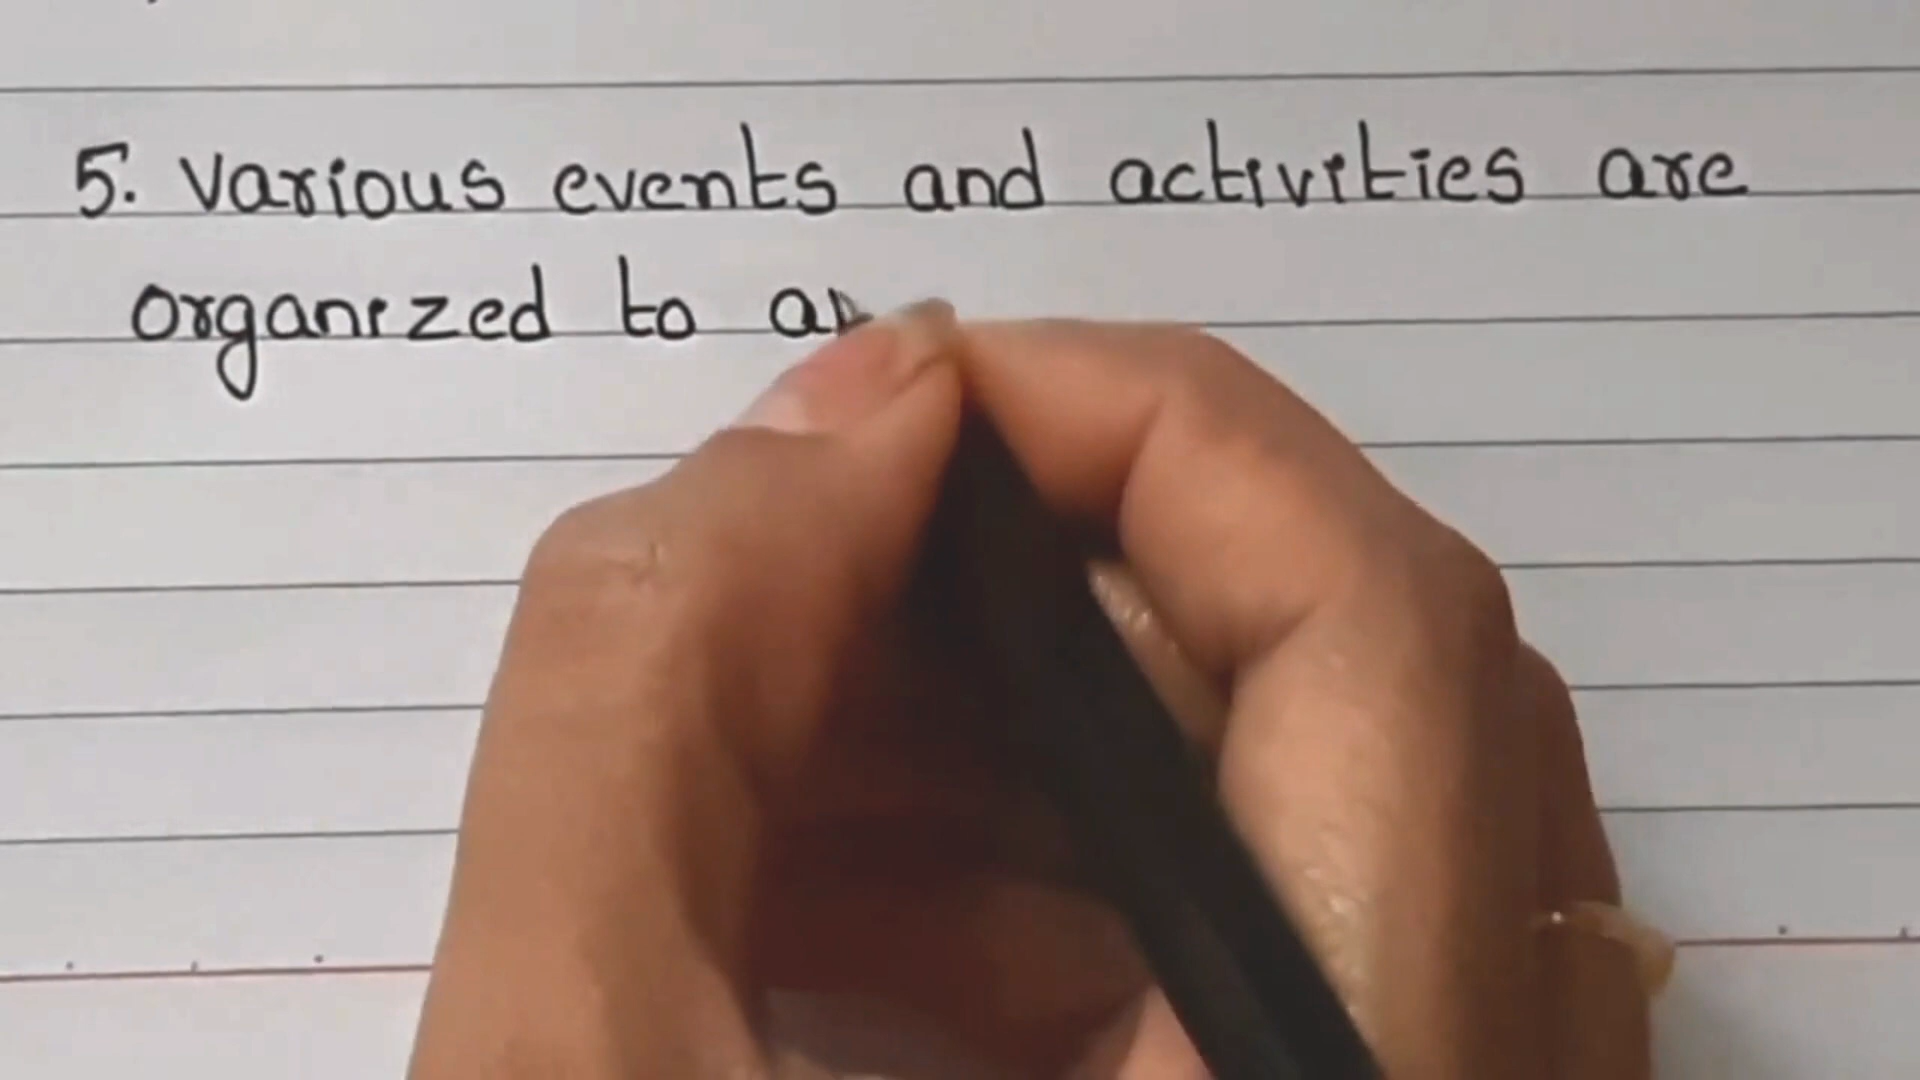 5. Various events and activities are
organized to